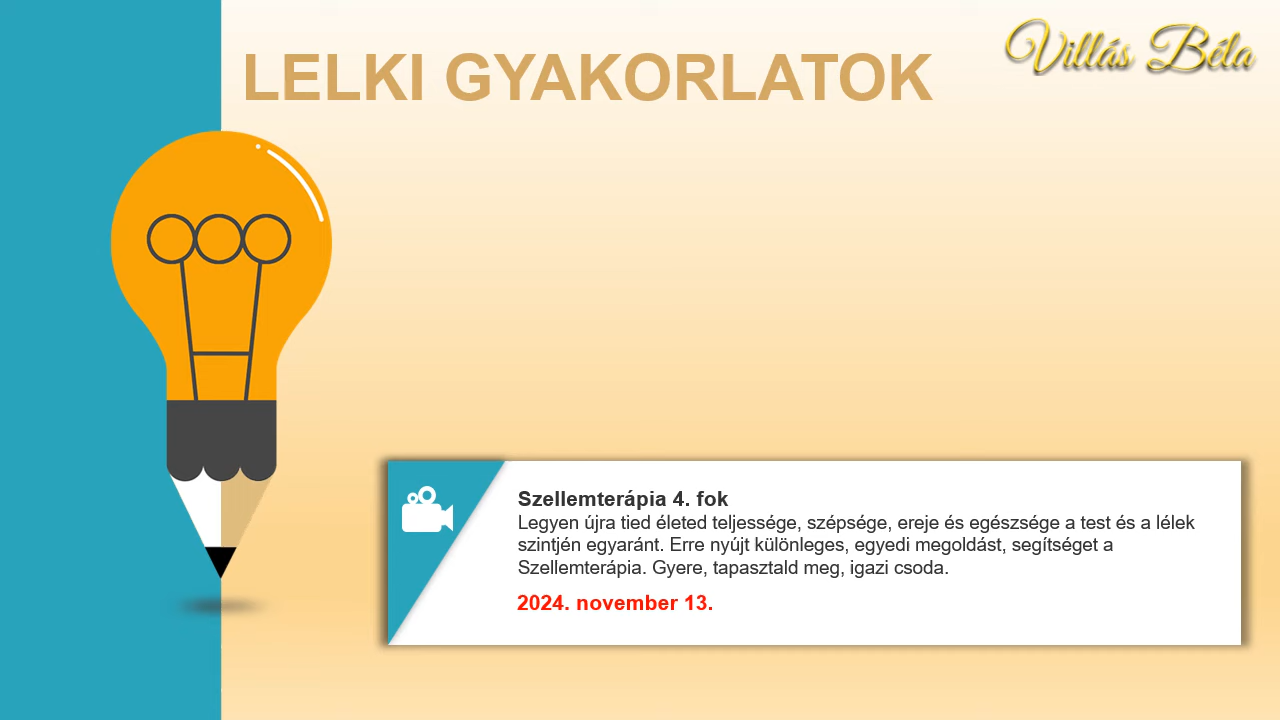 LELKI GYAKORLATOK
Villás Béla
Szellemterápia 4. fok
Legyen újra tied életed teljessége, szépsége, ereje és egészsége a test és a lélek
szintjén egyaránt. Erre nyújt különleges, egyedi megoldást, segítséget a
Szellemterápia. Gyere, tapasztald meg, igazi csoda.
2024. november 13.